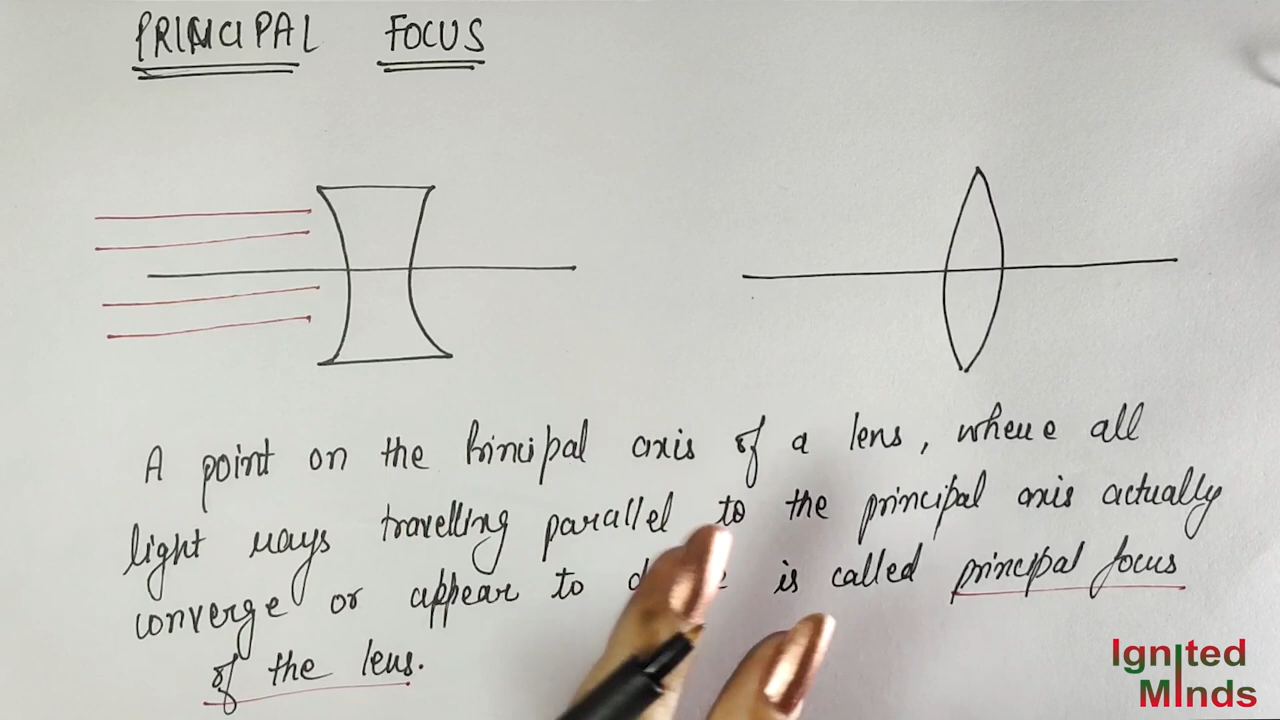 PRINCIPAL FOCUS
A point on the principal axis of a lens, where all
light rays travelling parallel to the principal axis actually
converge or appear to is called principal focus
of the lens.
Ignited
Minds